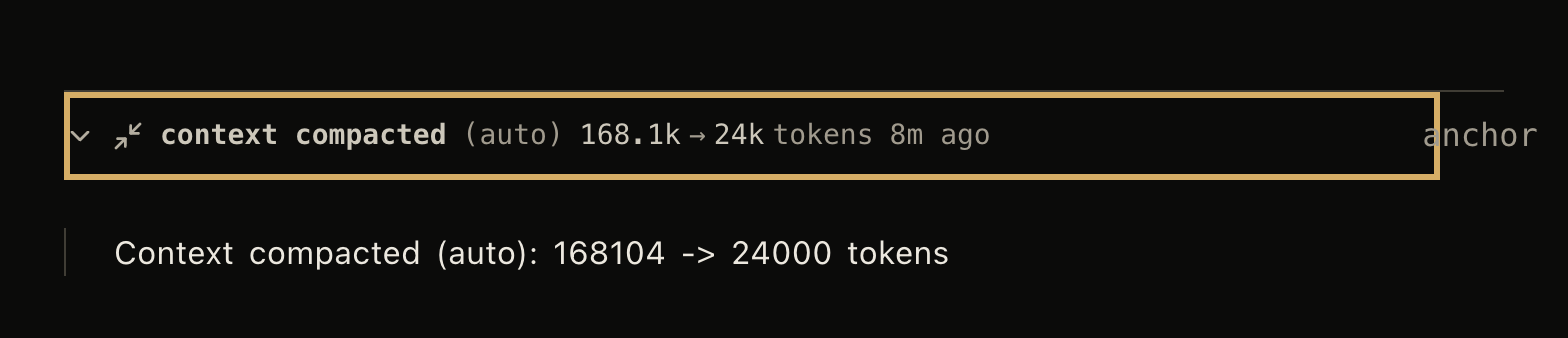 context compacted (auto) 168.1k → 24k tokens 8m ago anchor
Context compacted (auto): 168104 -> 24000 tokens